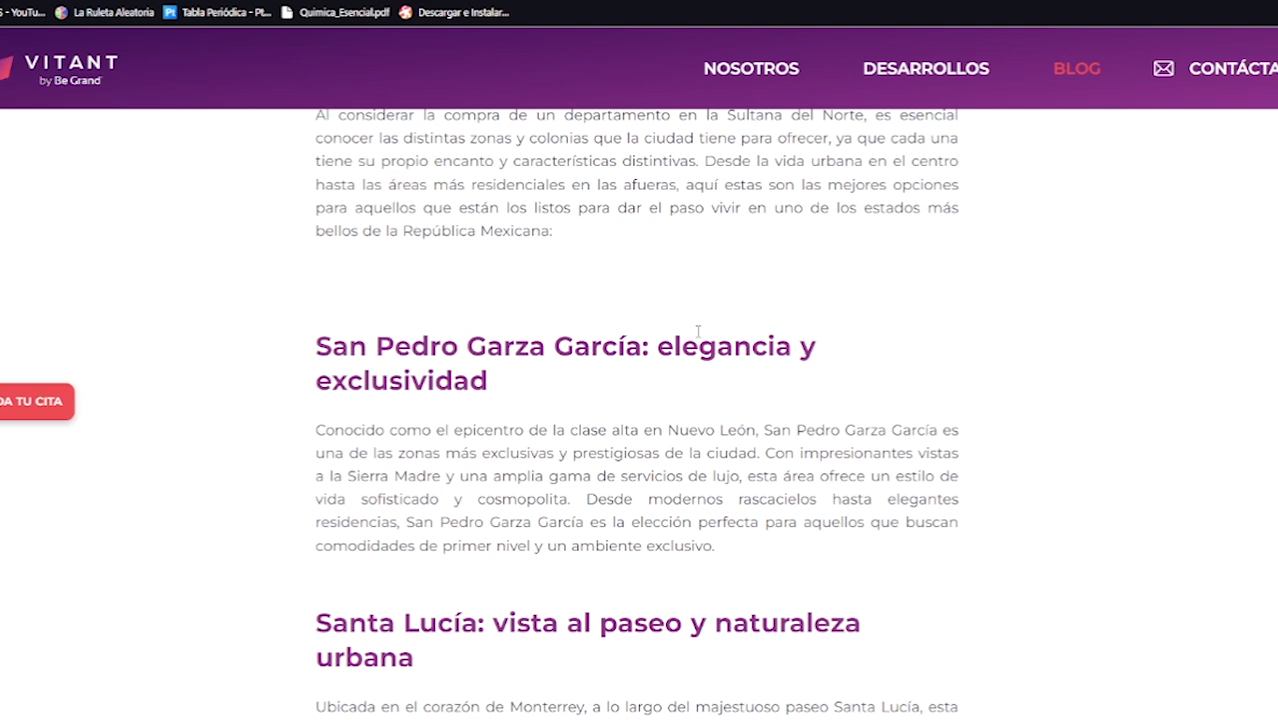 S - YouTu...
La Ruleta Aleatoria
Pt
Tabla Periódica – Pt...
Quimica_Esencial.pdf
Descargar e Instalar...
VITANT
by Be Grand
NOSOTROS
DESARROLLOS
BLOG
CONTÁCTA
Al considerar la compra de un departamento en la Sultana del Norte, es esencial
conocer las distintas zonas y colonias que la ciudad tiene para ofrecer, ya que cada una
tiene su propio encanto y características distintivas. Desde la vida urbana en el centro
hasta las áreas más residenciales en las afueras, aquí estas son las mejores opciones
para aquellos que están los listos para dar el paso vivir en uno de los estados más
bellos de la República Mexicana:
San Pedro Garza García: elegancia y
exclusividad
DA TU CITA
Conocido como el epicentro de la clase alta en Nuevo León, San Pedro Garza García es
una de las zonas más exclusivas y prestigiosas de la ciudad. Con impresionantes vistas
a la Sierra Madre y una amplia gama de servicios de lujo, esta área ofrece un estilo de
vida sofisticado y cosmopolita. Desde modernos rascacielos hasta elegantes
residencias, San Pedro Garza García es la elección perfecta para aquellos que buscan
comodidades de primer nivel y un ambiente exclusivo.
Santa Lucía: vista al paseo y naturaleza
urbana
Ubicada en el corazón de Monterrey, a lo largo del majestuoso paseo Santa Lucía, esta